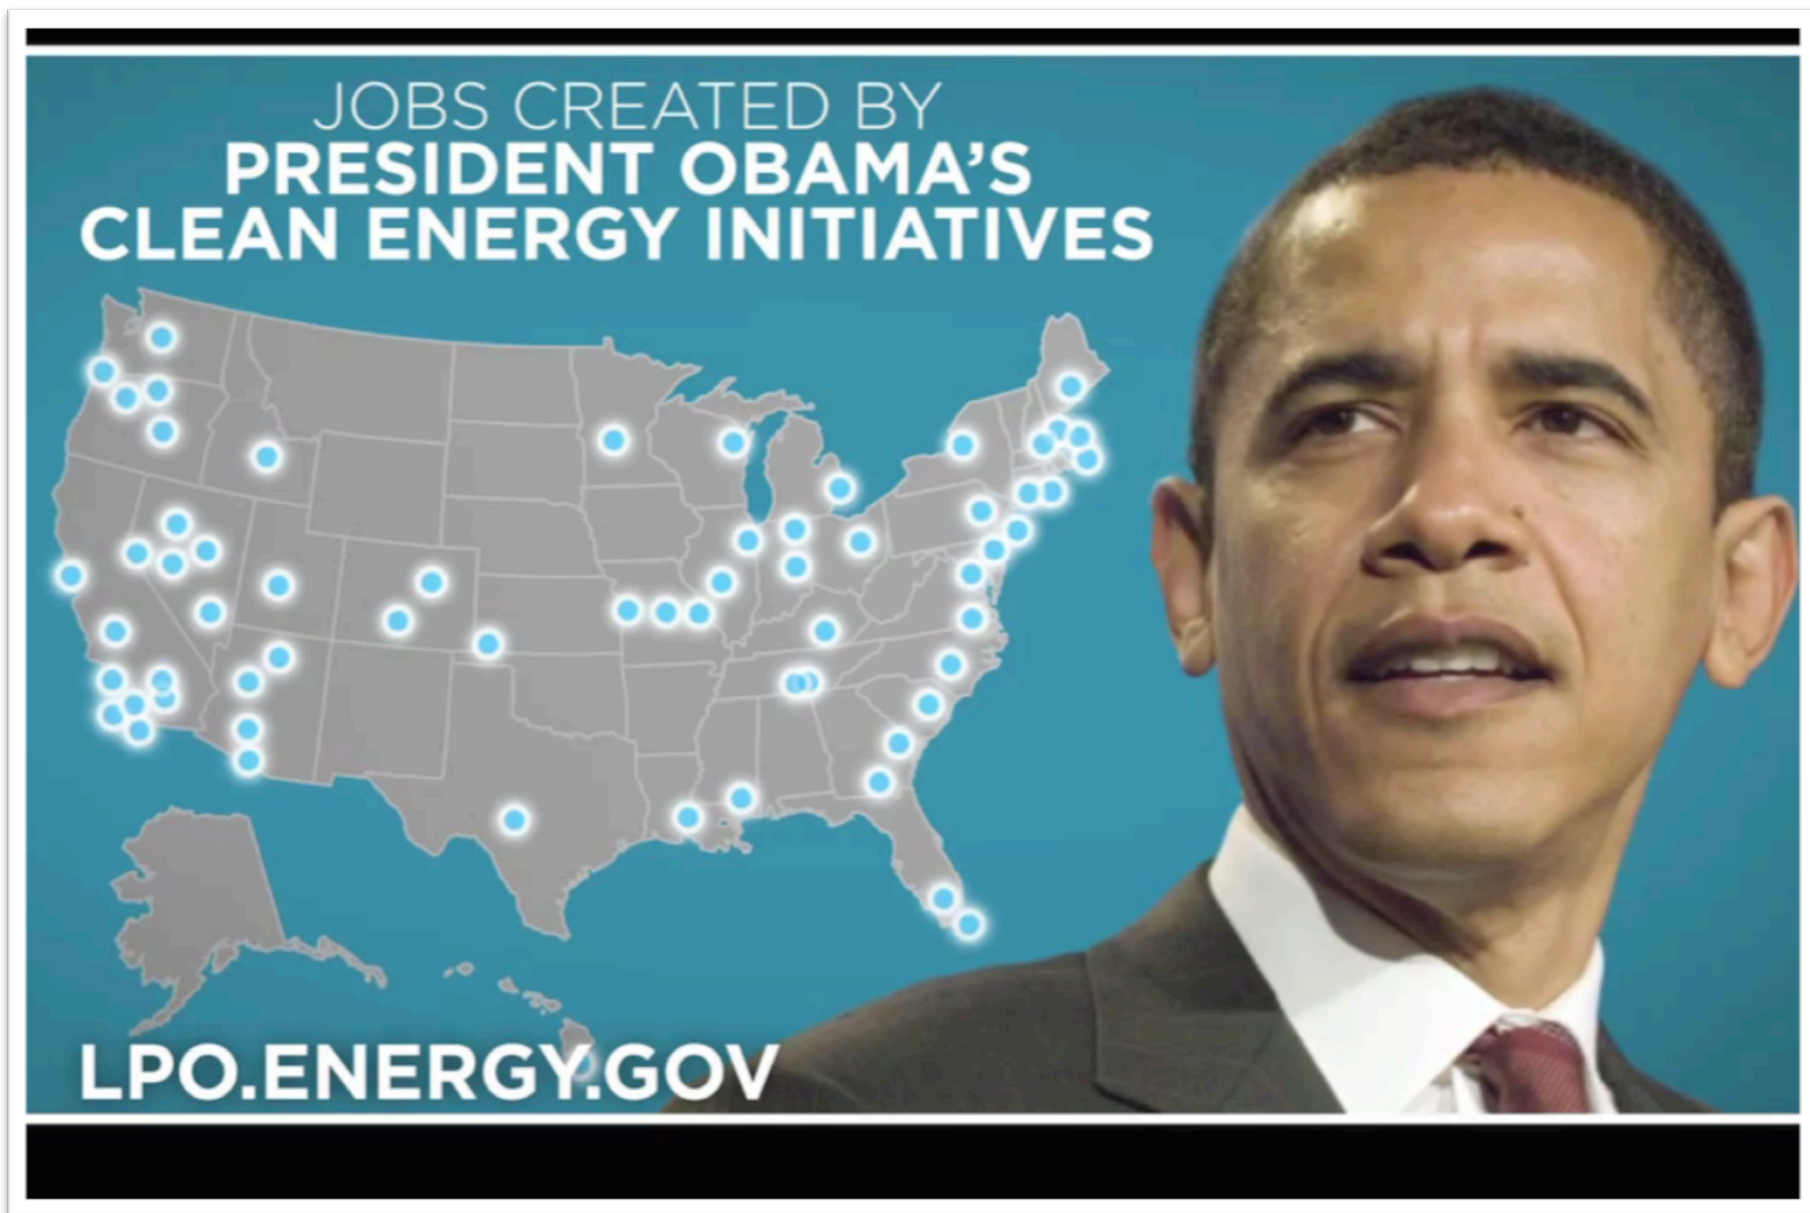 JOBS CREATED BY
PRESIDENT OBAMA'S
CLEAN ENERGY INITIATIVES
LPO.ENERGY.GOV